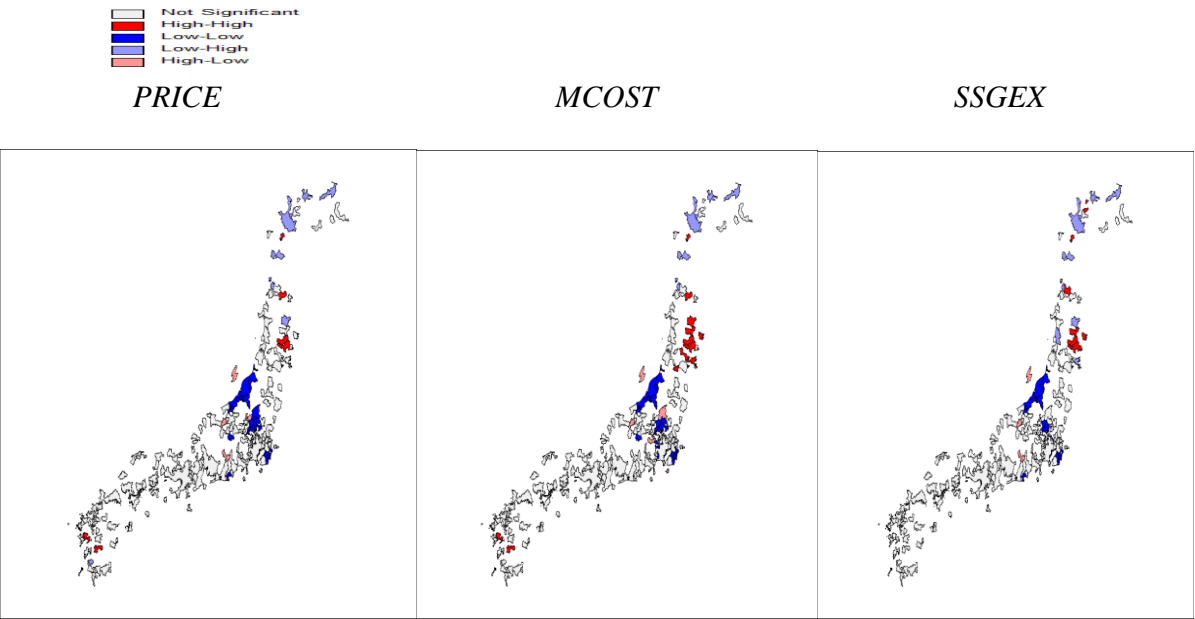 Not Significant
High-High
Low-Low
Low-High
High-Low
PRICE MCOST SSGEX